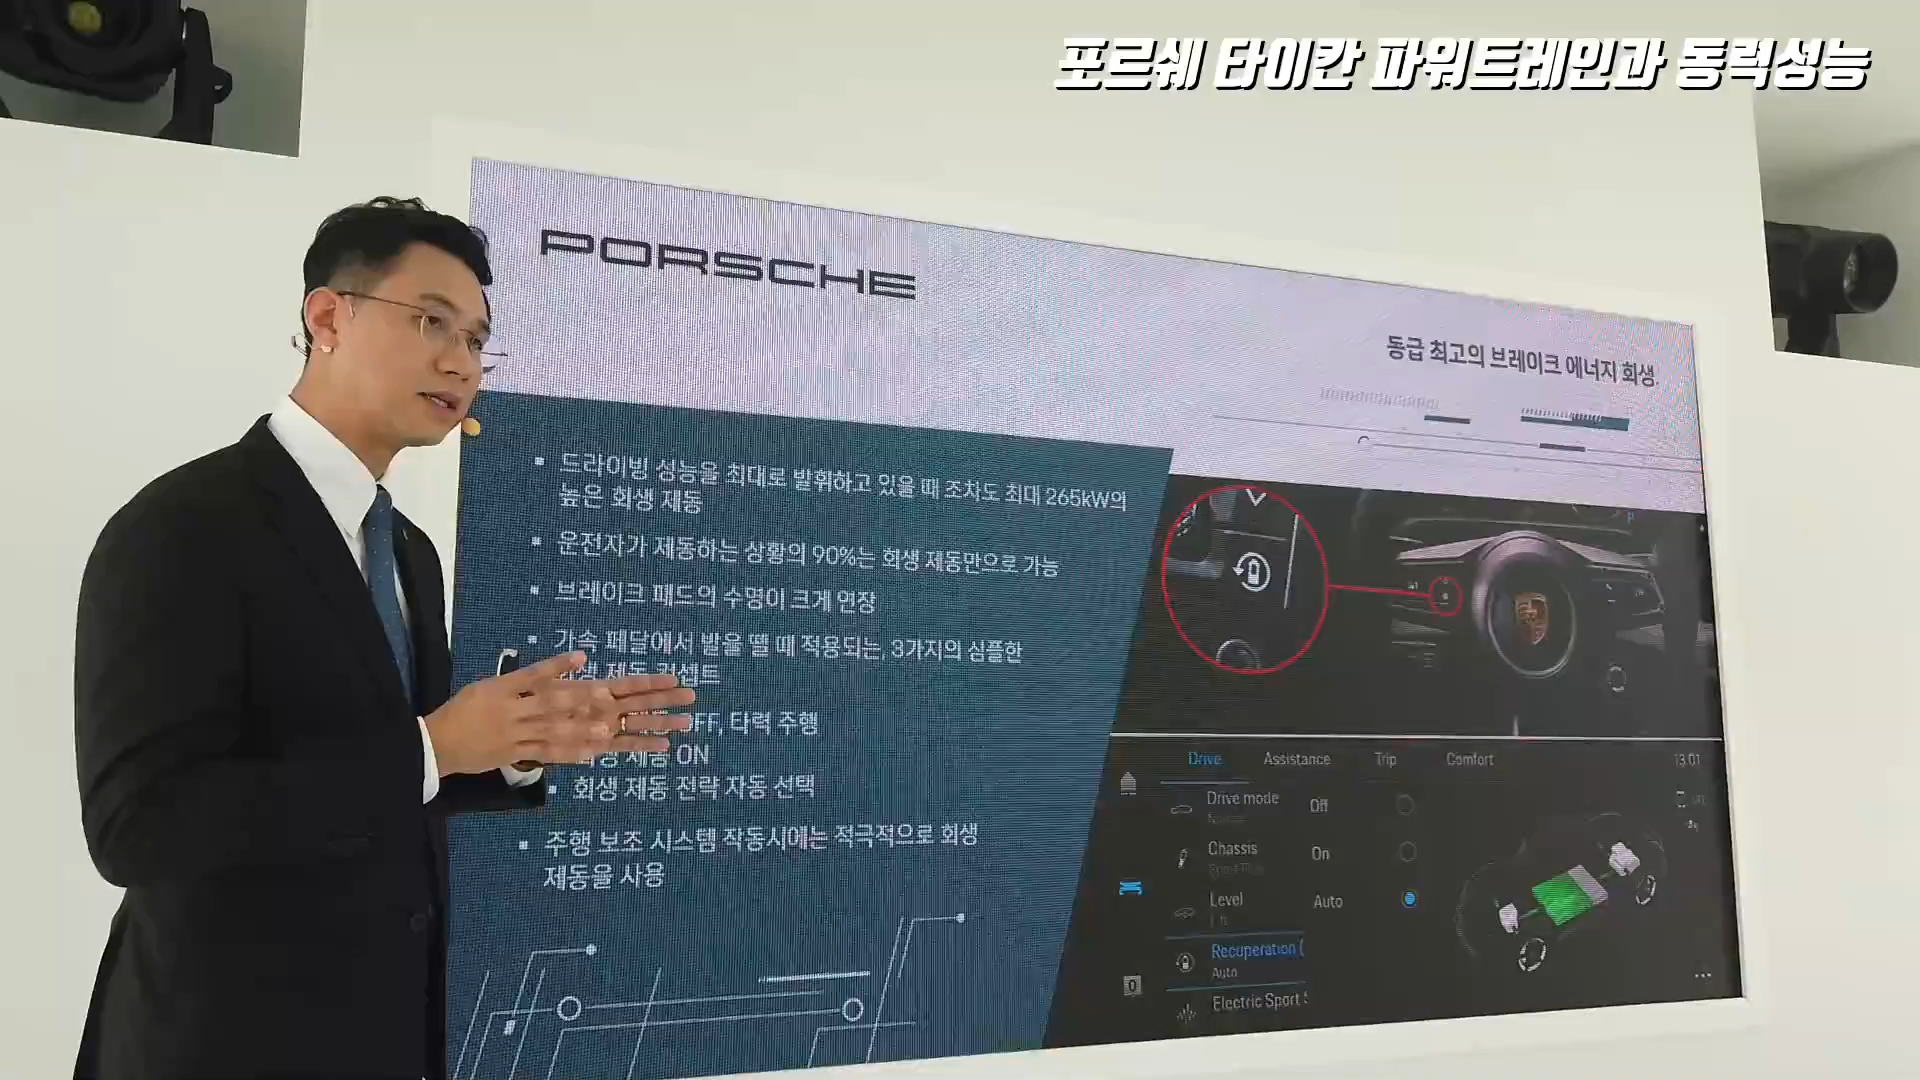 포르쉐 타이칸 파워트레인과 동력성능
PORSCHE
동급 최고의 브레이크 에너지 회생.
드라이빙 성능을 최대로 발휘하고 있을 때 조차도 최대 265kW의
높은 회생 제동
운전자가 제동하는 상황의 90%는 회생 제동만으로 가능
브레이크 패드의 수명이 크게 연장
가속 페달에서 발을 뗄 때 적용되는, 3가지의 심플한
제동 컨셉트
OFF, 타력 주행
제동 ON
회생 제동 전략 자동 선택
주행 보조 시스템 작동시에는 적극적으로 회생
제동을 사용
Drive Assistance Trip Comfort 13:01
Drive mode Off
Chassis On
Level Auto
Recuperation (
Auto
Electric Sport S